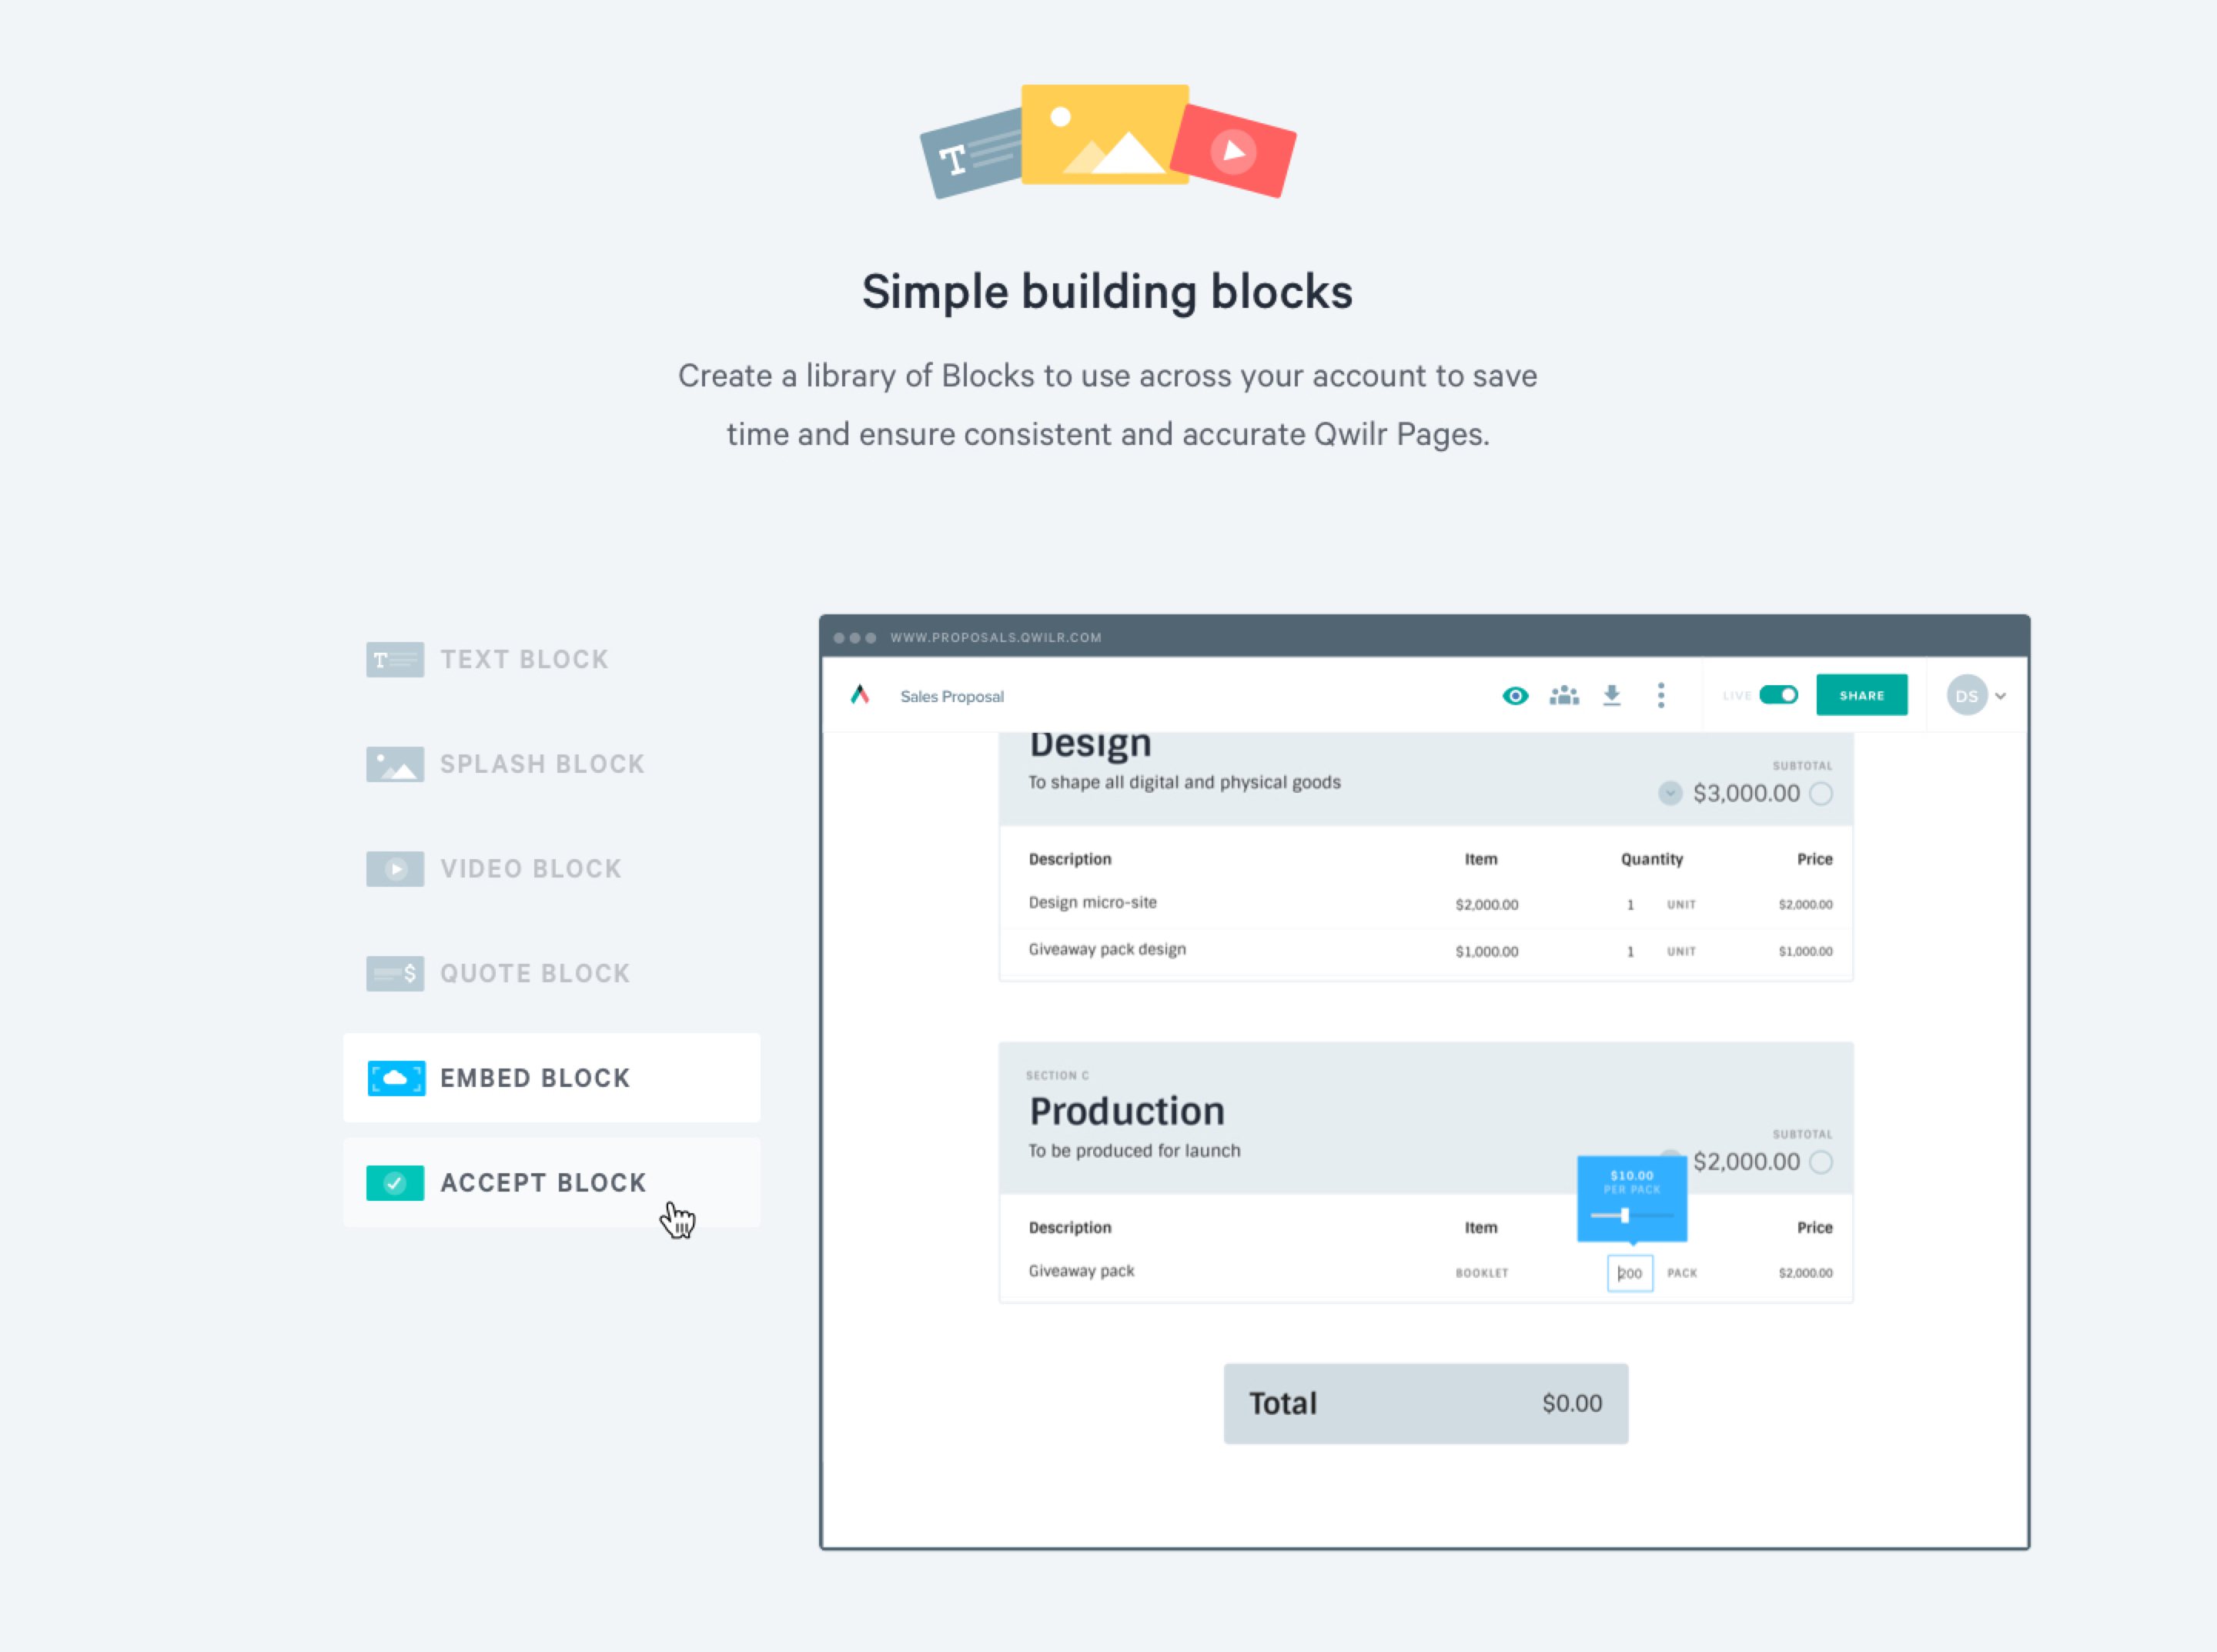 T
Simple building blocks
Create a library of Blocks to use across your account to save
time and ensure consistent and accurate Qwilr Pages.
T TEXT BLOCK
SPLASH BLOCK
VIDEO BLOCK
$ QUOTE BLOCK
EMBED BLOCK
ACCEPT BLOCK
WWW.PROPOSALS.QWILR.COM
Sales Proposal
LIVE
SHARE
DS
Design
To shape all digital and physical goods
SUBTOTAL
$3,000.00
Description Item Quantity Price
Design micro-site $2,000.00 1 UNIT $2,000.00
Giveaway pack design $1,000.00 1 UNIT $1,000.00
SECTION C
Production
To be produced for launch
SUBTOTAL
$2,000.00
$10.00
PER PACK
Description Item Price
Giveaway pack BOOKLET 200 PACK $2,000.00
Total $0.00